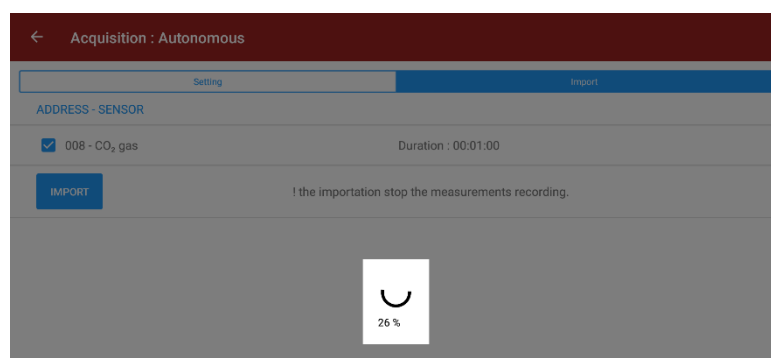 Acquisition : Autonomous
Setting
Import
ADDRESS - SENSOR
008 - CO₂ gas
Duration : 00:01:00
IMPORT
! the importation stop the measurements recording.
26 %